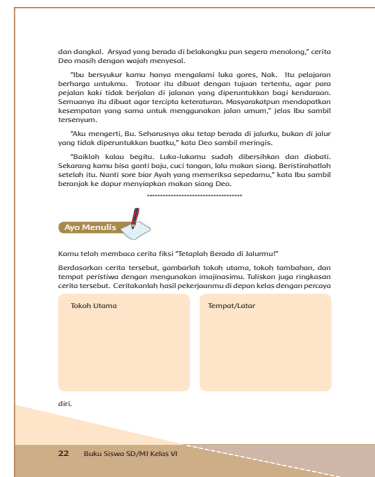 dan dangkal. Arsyad yang berada di belakangku pun segera menolong," cerita
Deo masih dengan wajah menyesal.
"Ibu bersyukur kamu hanya mengalami luka gores, Nak. Itu pelajaran
berharga untukmu. Trotoar itu dibuat dengan tujuan tertentu, agar para
pejalan kaki tidak berjalan di jalanan yang diperuntukkan bagi kendaraan.
Semuanya itu dibuat agar tercipta keteraturan. Masyarakatpun mendapatkan
kesempatan yang sama untuk menggunakan jalan umum," jelas Ibu sambil
tersenyum.
"Aku mengerti, Bu. Seharusnya aku tetap berada di jalurku, bukan di jalur
yang tidak diperuntukkan buatku," kata Deo sambil meringis.
"Baiklah kalau begitu. Luka-lukamu sudah dibersihkan dan diobati.
Sekarang kamu bisa ganti baju, cuci tangan, lalu makan siang. Beristirahatlah
setelah itu. Nanti sore biar Ayah yang memeriksa sepedamu," kata Ibu sambil
beranjak ke dapur menyiapkan makan siang Deo.
***********************************
Ayo Menulis
Kamu telah membaca cerita fiksi "Tetaplah Berada di Jalurmu!"
Berdasarkan cerita tersebut, gambarlah tokoh utama, tokoh tambahan, dan
tempat peristiwa dengan mengunakan imajinasimu. Tuliskan juga ringkasan
cerita tersebut. Ceritakanlah hasil pekerjaanmu di depan kelas dengan percaya
Tokoh Utama
Tempat/Latar
diri.
22 Buku Siswa SD/MI Kelas VI